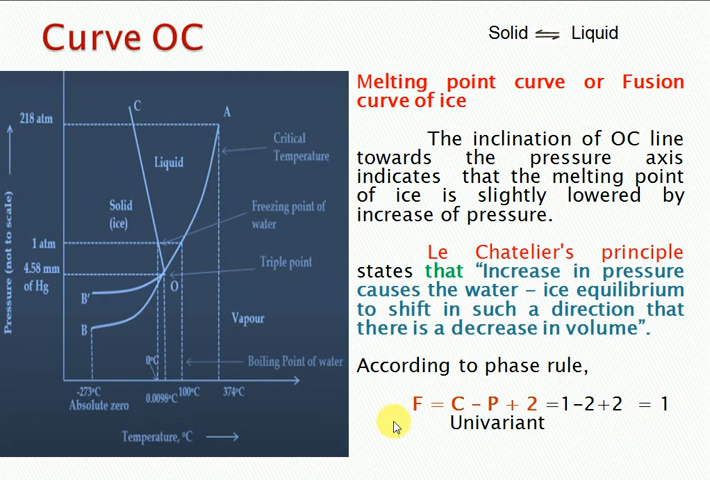 Curve OC
Solid ⇌ Liquid
Melting point curve or Fusion
curve of ice
The inclination of OC line
towards the pressure axis
indicates that the melting point
of ice is slightly lowered by
increase of pressure.
Le Chatelier's principle
states that “Increase in pressure
causes the water – ice equilibrium
to shift in such a direction that
there is a decrease in volume”.
According to phase rule,
F = C – P + 2 =1–2+2 = 1
Univariant
C
A
218 atm
Critical
Temperature
Liquid
Solid
(ice)
Freezing point of
water
1 atm
4.58 mm
of Hg
Triple point
O
B'
B
Vapour
0°C
Boiling Point of water
-273°C
Absolute zero
0.0098°C
100°C
374°C
Temperature, °C
Pressure (not to scale)